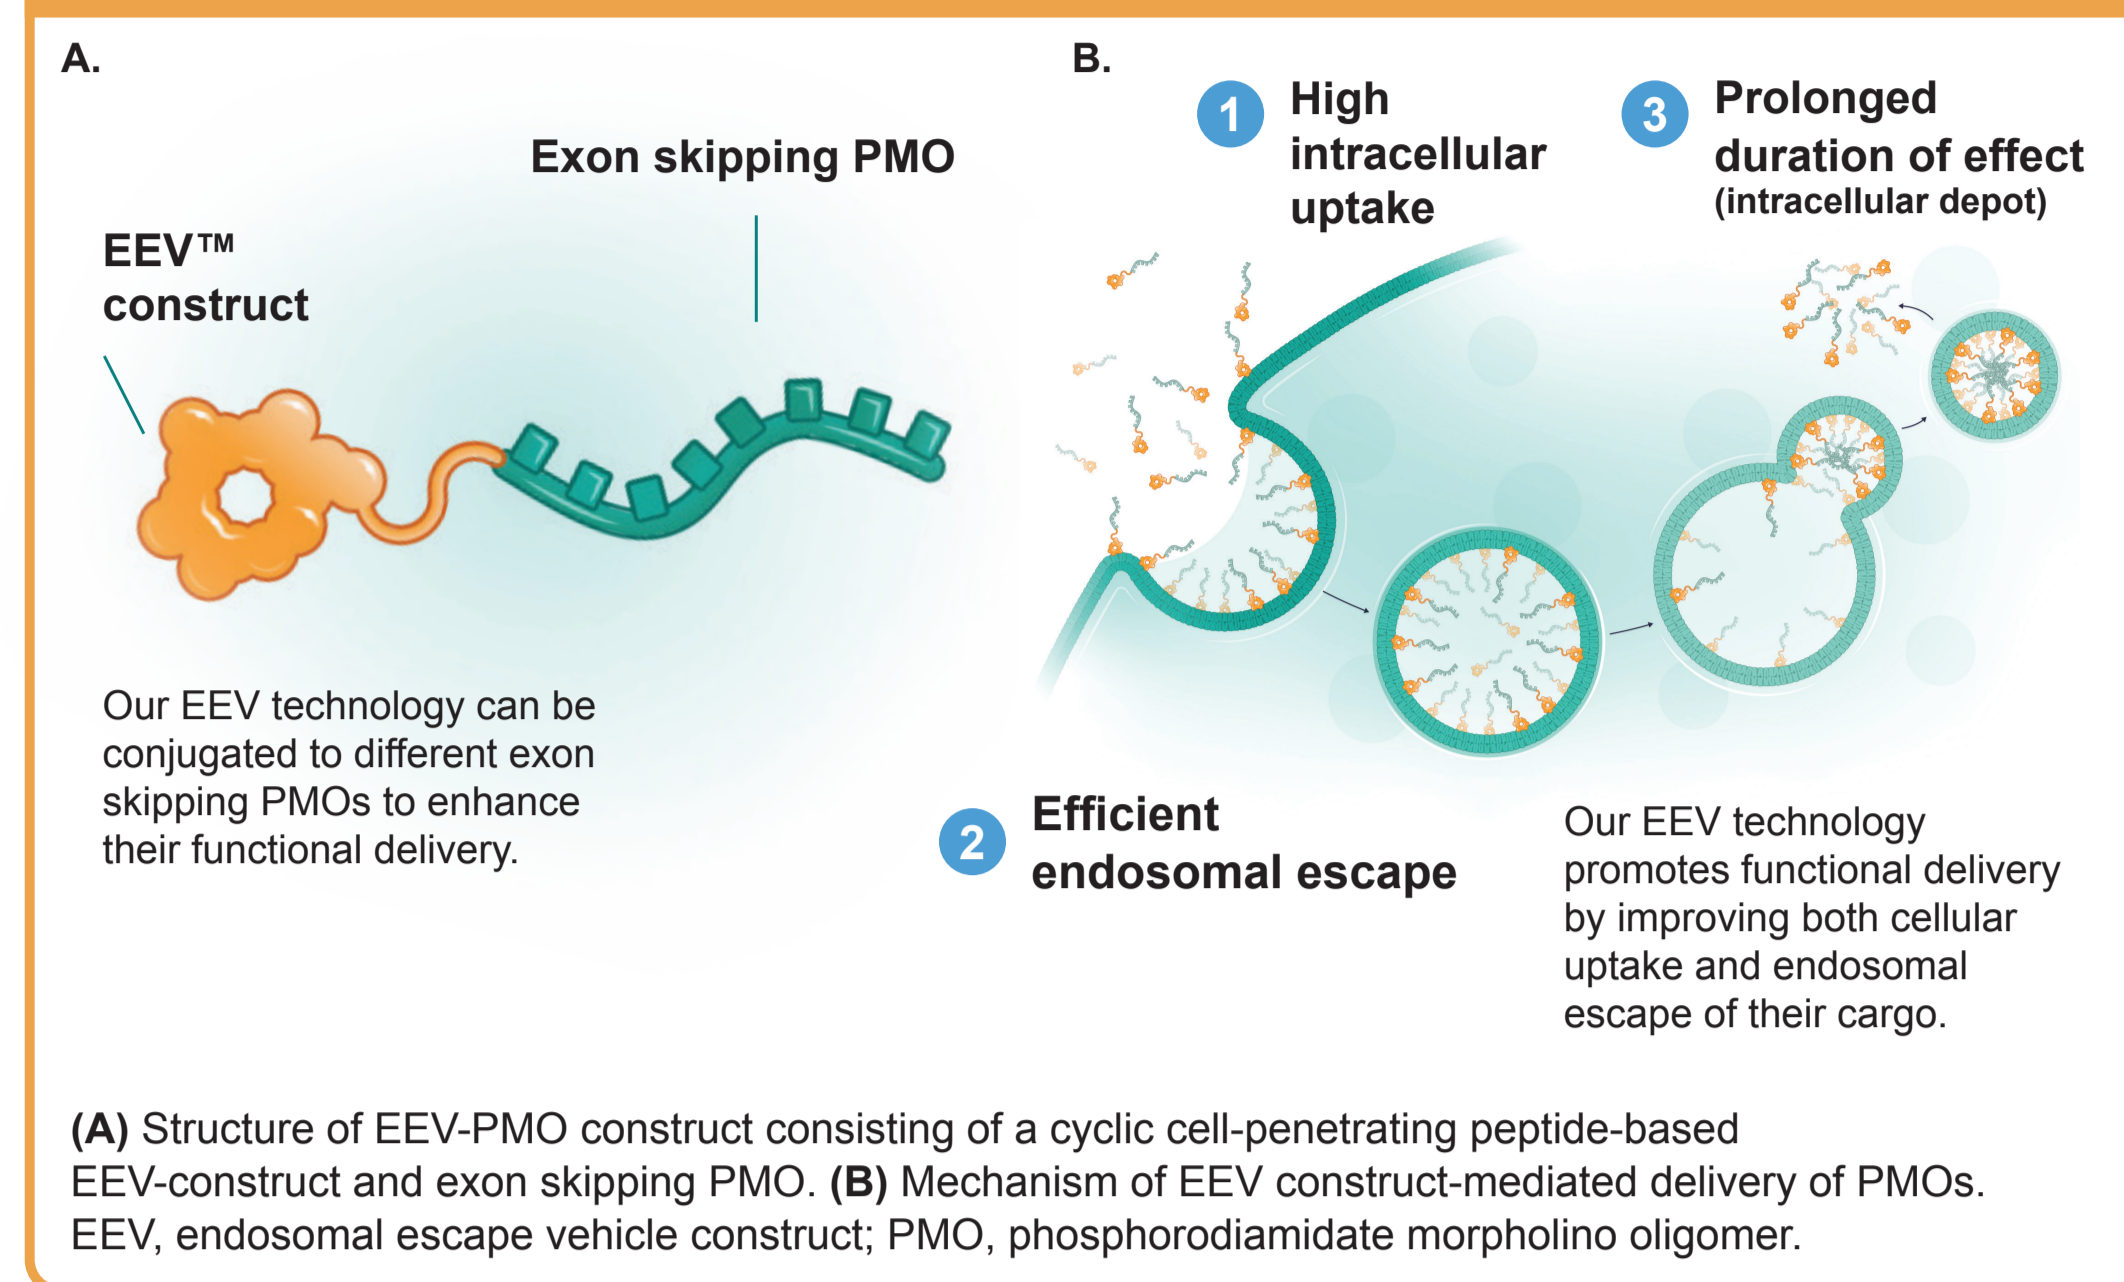 A.
EEV™
construct
Exon skipping PMO
Our EEV technology can be
conjugated to different exon
skipping PMOs to enhance
their functional delivery.
B.
1
High
intracellular
uptake
2
Efficient
endosomal escape
3
Prolonged
duration of effect
(intracellular depot)
Our EEV technology
promotes functional delivery
by improving both cellular
uptake and endosomal
escape of their cargo.
(A) Structure of EEV-PMO construct consisting of a cyclic cell-penetrating peptide-based
EEV-construct and exon skipping PMO. (B) Mechanism of EEV construct-mediated delivery of PMOs.
EEV, endosomal escape vehicle construct; PMO, phosphorodiamidate morpholino oligomer.